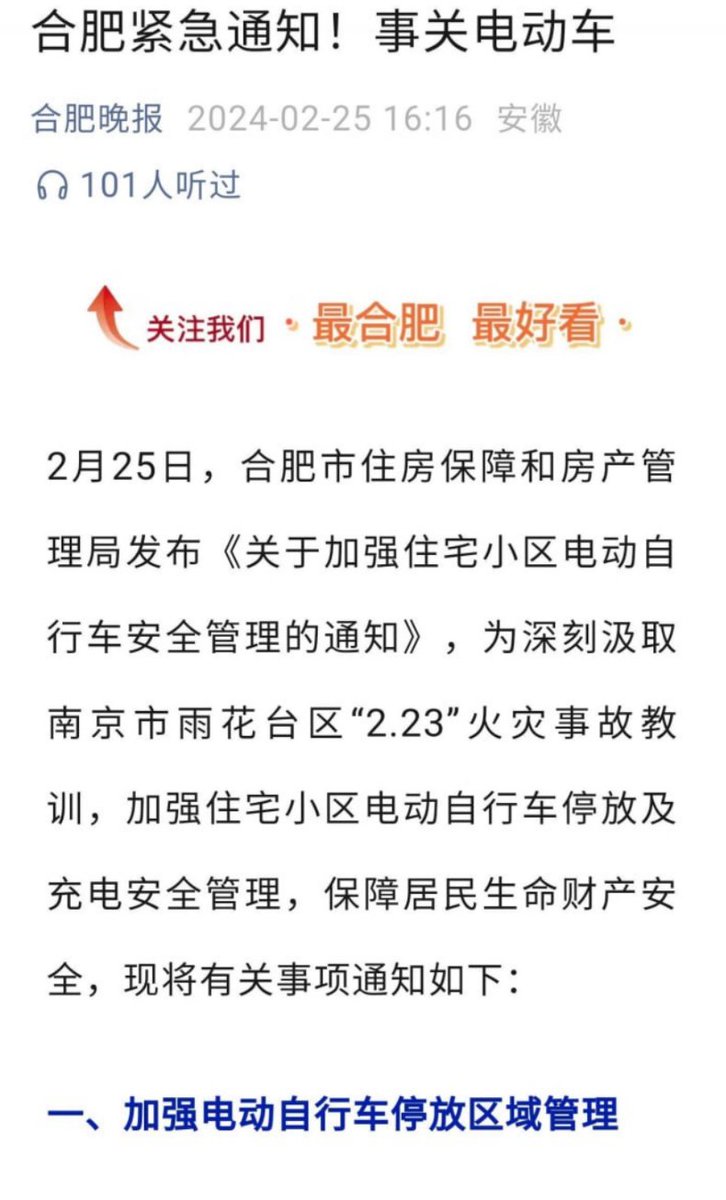 合肥紧急通知！事关电动车
合肥晚报 2024-02-25 16:16 安徽
101人听过
关注我们 · 最合肥 最好看 ·
2月25日，合肥市住房保障和房产管
理局发布《关于加强住宅小区电动自
行车安全管理的通知》，为深刻汲取
南京市雨花台区“2.23”火灾事故教
训，加强住宅小区电动自行车停放及
充电安全管理，保障居民生命财产安
全，现将有关事项通知如下：
一、加强电动自行车停放区域管理